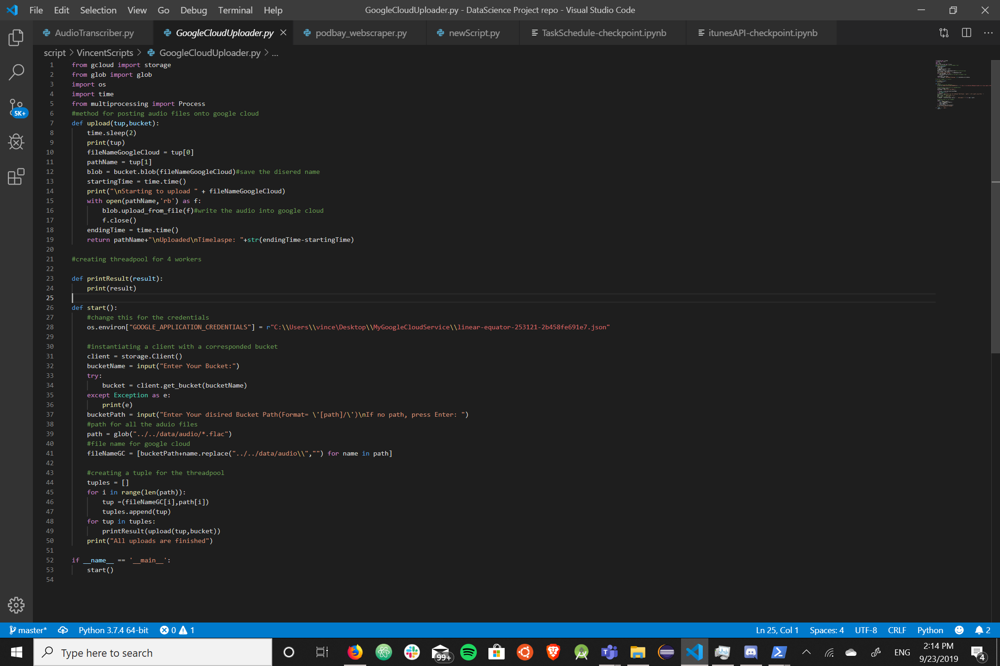 File Edit Selection View Go Debug Terminal Help GoogleCloudUploader.py - DataScience Project repo - Visual Studio Code
AudioTranscriber.py GoogleCloudUploader.py podbay_webscraper.py newScript.py TaskSchedule-checkpoint.ipynb itunesAPI-checkpoint.ipynb
script > VincentScripts > GoogleCloudUploader.py > ...
1 from gcloud import storage
2 from glob import glob
3 import os
4 import time
5 from multiprocessing import Process
6 #method for posting audio files onto google cloud
7 def upload(tup,bucket):
8 time.sleep(2)
9 print(tup)
10 fileNameGoogleCloud = tup[0]
11 pathName = tup[1]
12 blob = bucket.blob(fileNameGoogleCloud)#save the disered name
13 startingTime = time.time()
14 print("\nStarting to upload " + fileNameGoogleCloud)
15 with open(pathName,'rb') as f:
16 blob.upload_from_file(f)#write the audio into google cloud
17 f.close()
18 endingTime = time.time()
19 return pathName+"\nUploaded\nTimelaspe: "+str(endingTime-startingTime)
20
21 #creating threadpool for 4 workers
22
23 def printResult(result):
24 print(result)
25
26 def start():
27 #change this for the credentials
28 os.environ["GOOGLE_APPLICATION_CREDENTIALS"] = r"C:\\Users\\vince\Desktop\\MyGoogleCloudService\\linear-equator-253121-2b458fe691e7.json"
29
30 #instantiating a client with a corresponded bucket
31 client = storage.Client()
32 bucketName = input("Enter Your Bucket:")
33 try:
34 bucket = client.get_bucket(bucketName)
35 except Exception as e:
36 print(e)
37 bucketPath = input("Enter Your disired Bucket Path(Format= \'[path]/\')\nIf no path, press Enter: ")
38 #path for all the aduio files
39 path = glob("../../data/audio/*.flac")
40 #file name for google cloud
41 fileNameGC = [bucketPath+name.replace("../../data/audio\\","") for name in path]
42
43 #creating a tuple for the threadpool
44 tuples = []
45 for i in range(len(path)):
46 tup =(fileNameGC[i],path[i])
47 tuples.append(tup)
48 for tup in tuples:
49 printResult(upload(tup,bucket))
50 print("All uploads are finished")
51
52 if __name__ == '__main__':
53 start()
54
5K+
master* Python 3.7.4 64-bit 0 1 Ln 25, Col 1 Spaces: 4 UTF-8 CRLF Python 2
Type here to search 99+ ENG 2:14 PM 4
9/23/2019